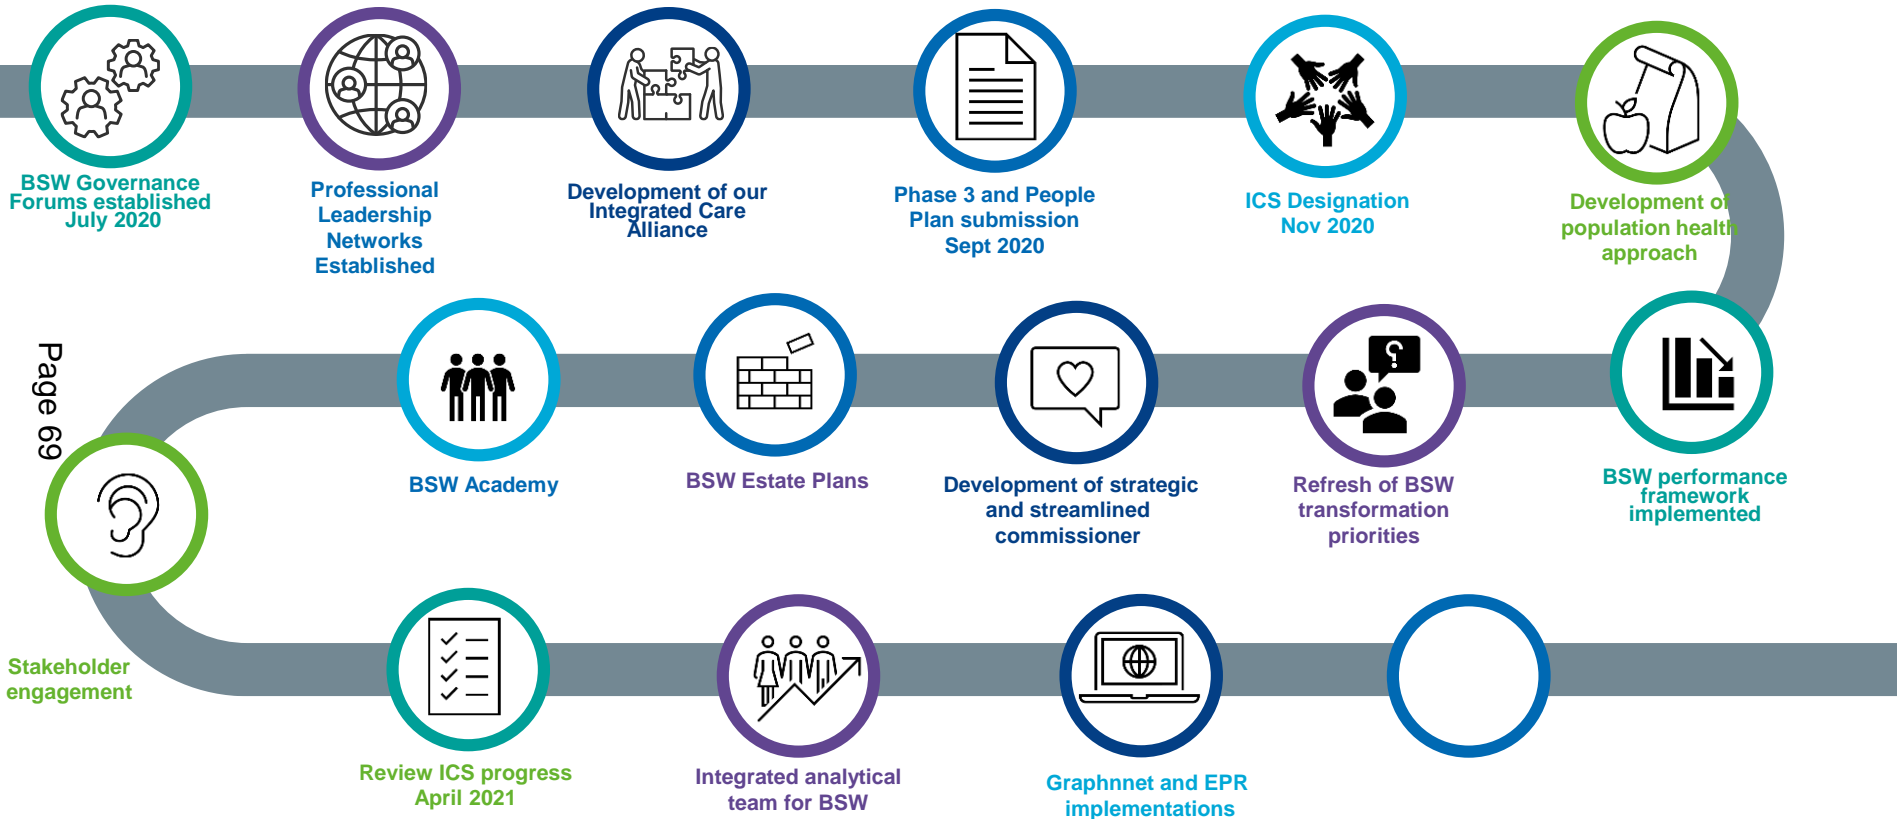 BSW Governance
Forums established
July 2020
Professional
Leadership
Networks
Established
Development of our
Integrated Care
Alliance
Phase 3 and People
Plan submission
Sept 2020
ICS Designation
Nov 2020
Development of
population health
approach
BSW performance
framework
implemented
Refresh of BSW
transformation
priorities
?
Development of strategic
and streamlined
commissioner
BSW Estate Plans
BSW Academy
Page 69
Stakeholder
engagement
Review ICS progress
April 2021
Integrated analytical
team for BSW
Graphnnet and EPR
implementations